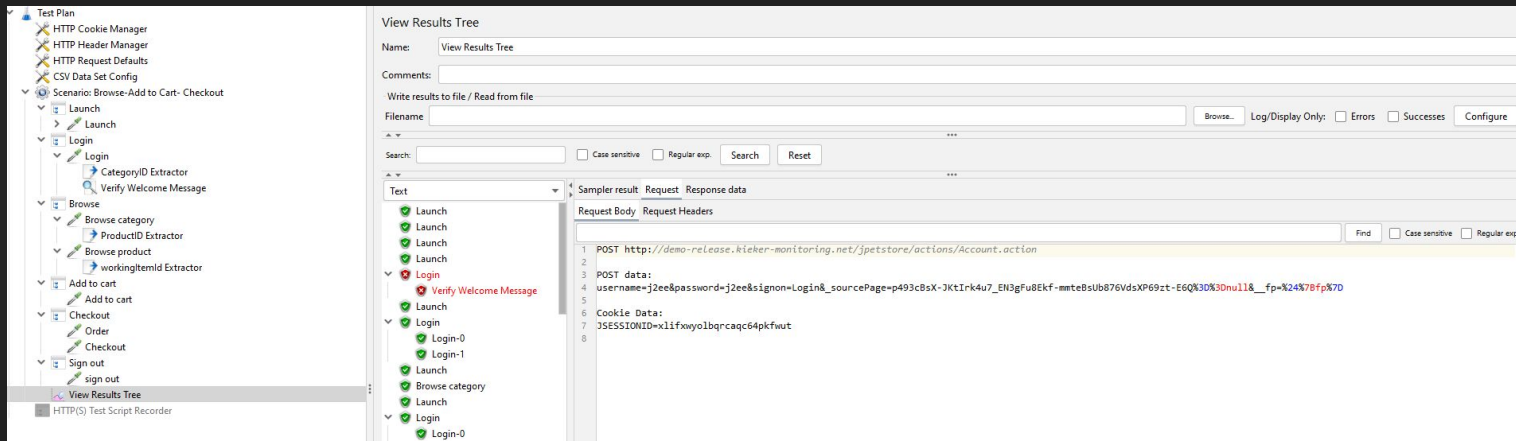 Test Plan
HTTP Cookie Manager
HTTP Header Manager
HTTP Request Defaults
CSV Data Set Config
Scenario: Browse-Add to Cart- Checkout
Launch
Launch
Login
Login
CategoryID Extractor
Verify Welcome Message
Browse
Browse category
ProductID Extractor
Browse product
workingItemId Extractor
Add to cart
Add to cart
Checkout
Order
Checkout
Sign out
sign out
View Results Tree
HTTP(S) Test Script Recorder
View Results Tree
Name: View Results Tree
Comments:
Write results to file / Read from file
Filename Browse... Log/Display Only: Errors Successes Configure
Search: Case sensitive Regular exp. Search Reset
Text
Launch
Launch
Launch
Launch
Login
Verify Welcome Message
Launch
Login
Login-0
Login-1
Launch
Browse category
Launch
Login
Login-0
Sampler result Request Response data
Request Body Request Headers
Find Case sensitive Regular exp
1 POST http://demo-release.kieker-monitoring.net/jpetstore/actions/Account.action
2
3 POST data:
4 username=j2ee&password=j2ee&signon=Login&_sourcePage=p493cBsX-JKtIrk4u7_EN3gFu8Ekf-mmteBsUb876VdsXP69zt-E6Q%3D%3Dnull&__fp=%24%7Bfp%7D
5
6 Cookie Data:
7 JSESSIONID=xlifxwyolbqrcaqc64pkfwut
8